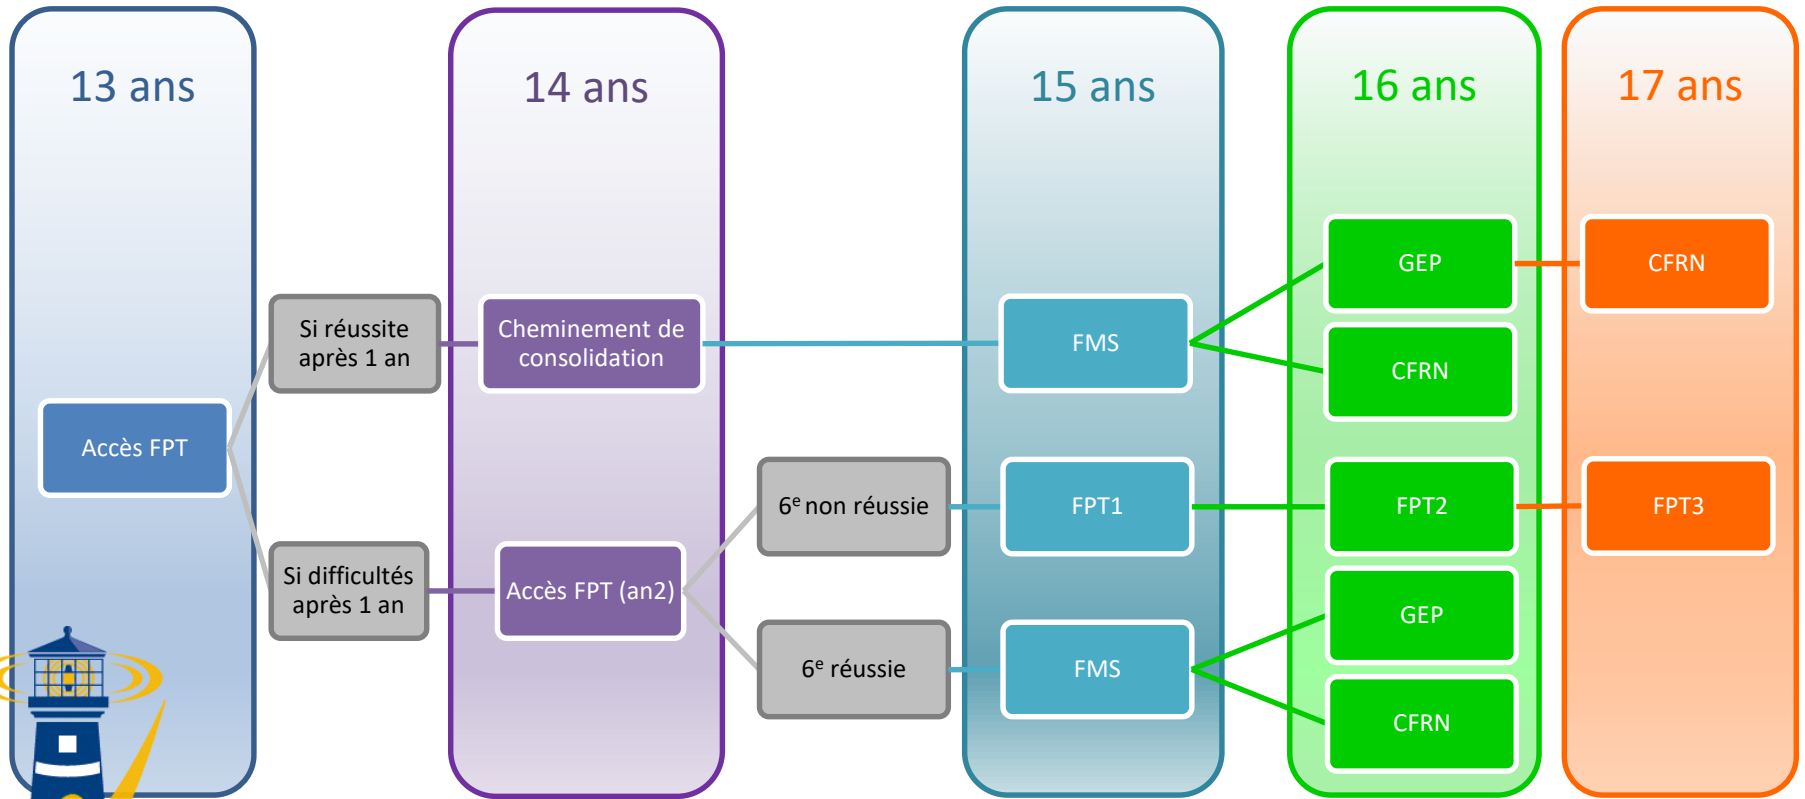 13 ans
14 ans
15 ans
16 ans
17 ans
Accès FPT
Si réussite
après 1 an
Si difficultés
après 1 an
Cheminement de
consolidation
Accès FPT (an2)
6e non réussie
6e réussie
FMS
FPT1
FMS
GEP
CFRN
FPT2
GEP
CFRN
CFRN
FPT3